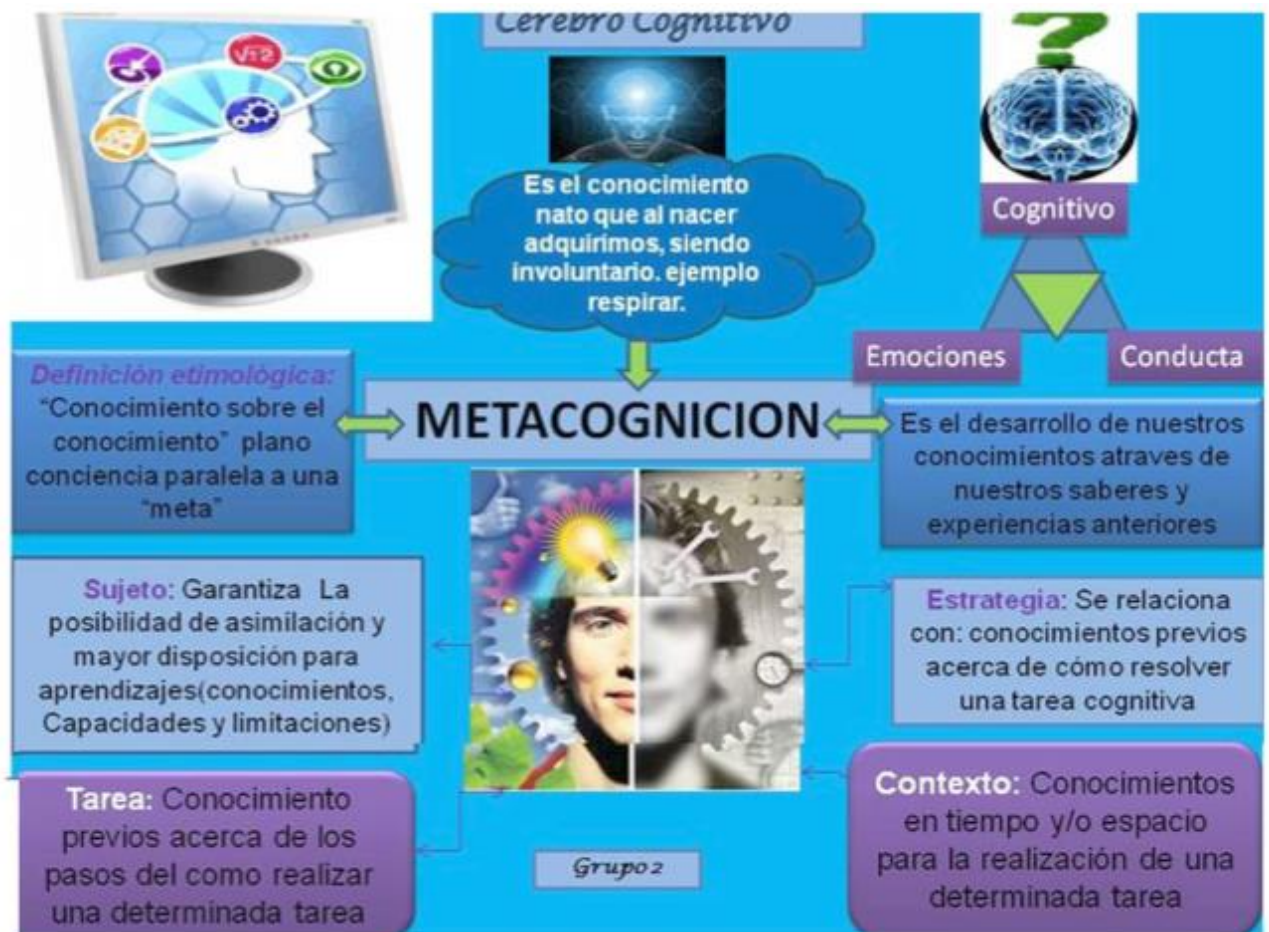 Cerebro Cognitivo
√=2
Es el conocimiento
nato que al nacer
adquirimos, siendo
involuntario. ejemplo
respirar.
Cognitivo
Emociones
Conducta
Definición etimològica:
“Conocimiento sobre el
conocimiento” plano
conciencia paralela a una
“meta”
METACOGNICION
Es el desarrollo de nuestros
conocimientos atraves de
nuestros saberes y
experiencias anteriores
Sujeto: Garantiza La
posibilidad de asimilación y
mayor disposición para
aprendizajes(conocimientos,
Capacidades y limitaciones)
Estrategia: Se relaciona
con: conocimientos previos
acerca de cómo resolver
una tarea cognitiva
Tarea: Conocimiento
previos acerca de los
pasos del como realizar
una determinada tarea
Contexto: Conocimientos
en tiempo y/o espacio
para la realización de una
determinada tarea
Grupo 2